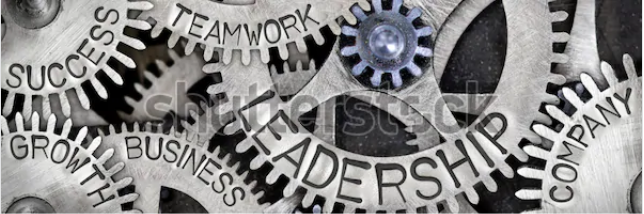 SUCCESS
TEAMWORK
LEADERSHIP
COMPANY
GROWTH
BUSINESS
shutterstock